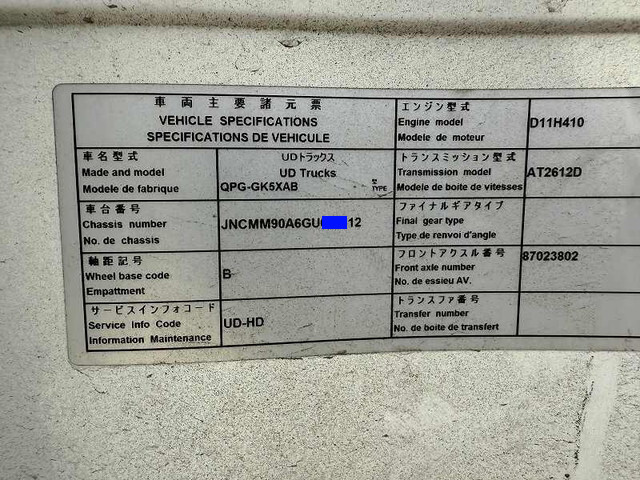 車両主要諸元票
VEHICLE SPECIFICATIONS
SPECIFICATIONS DE VEHICULE
車名型式
Made and model
Modele de fabrique
UDトラックス
UD Trucks
QPG-GK5XAB
型
TYPE
車台番号
Chassis number
No. de chassis
JNCMM90A6GU
12
軸距記号
Wheel base code
Empattment
B
サービスインフォコード
Service Info Code
Information Maintenance
UD-HD
エンジン型式
Engine model
Modele de moteur
D11H410
トランスミッション型式
Transmission model
Modele de boite de vitesses
AT2612D
ファイナルギアタイプ
Final gear type
Type de renvoi d'angle
フロントアクスル番号
Front axle number
No. de essieu AV.
87023802
トランスファ番号
Transfer number
No. de boite de transfert